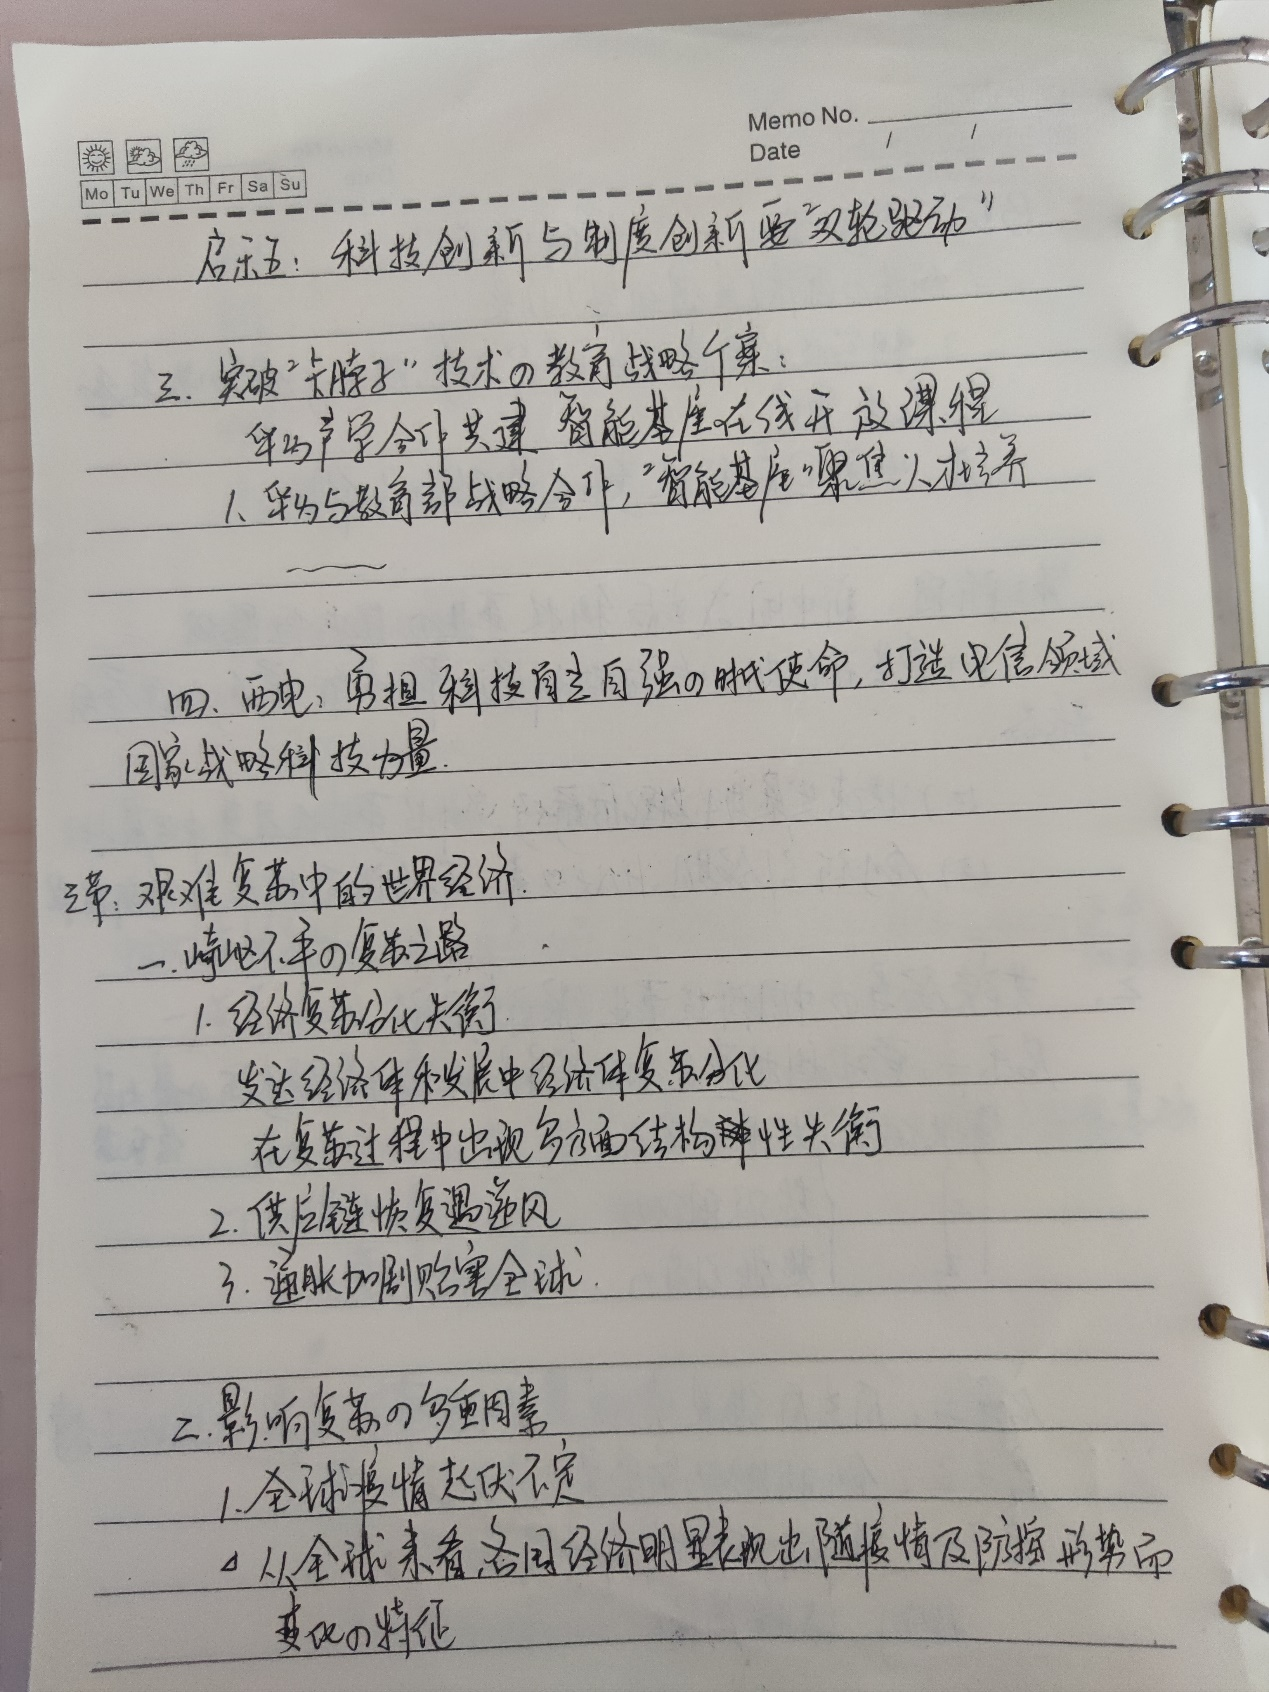 Memo No.
Date / /
Mo Tu We Th Fr Sa Su
启示五：科技创新与制度创新要“双轮驱动”
三、突破“卡脖子”技术の教育战略个案：
华为产学合作共建 智能基座在线开放课程
1、华为与教育部战略合作，“智能基座”聚焦人才培养
四、西电：勇担科技自立自强の时代使命，打造电信领域
国家战略科技力量.
三章：艰难复苏中的世界经济.
一.崎岖不平の复苏之路
1.经济复苏分化失衡
发达经济体和发展中经济体复苏分化
在复苏过程中出现多方面结构性失衡
2.供应链恢复遇逆风
3.通胀加剧贻害全球.
二.影响复苏の多重因素
1.全球疫情起伏不定
△从全球来看,各国经济明显表现出随疫情及防控形势而
变化の特征